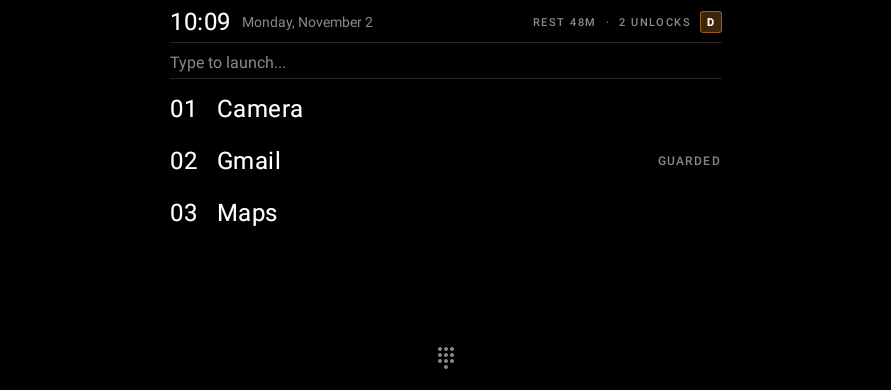 10:09 Monday, November 2 REST 48M · 2 UNLOCKS D
Type to launch...
01 Camera
02 Gmail GUARDED
03 Maps